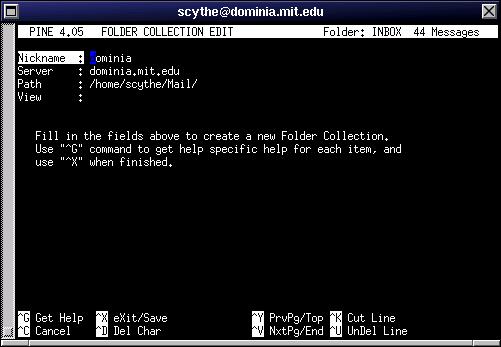 scythe@dominia.mit.edu
PINE 4.05 FOLDER COLLECTION EDIT Folder: INBOX 44 Messages
Nickname : ominia
Server : dominia.mit.edu
Path : /home/scythe/Mail/
View :
Fill in the fields above to create a new Folder Collection.
Use "^G" command to get help specific help for each item, and
use "^X" when finished.
^G Get Help ^X eXit/Save ^Y PrvPg/Top ^K Cut Line
^C Cancel ^D Del Char ^V NxtPg/End ^U UnDel Line